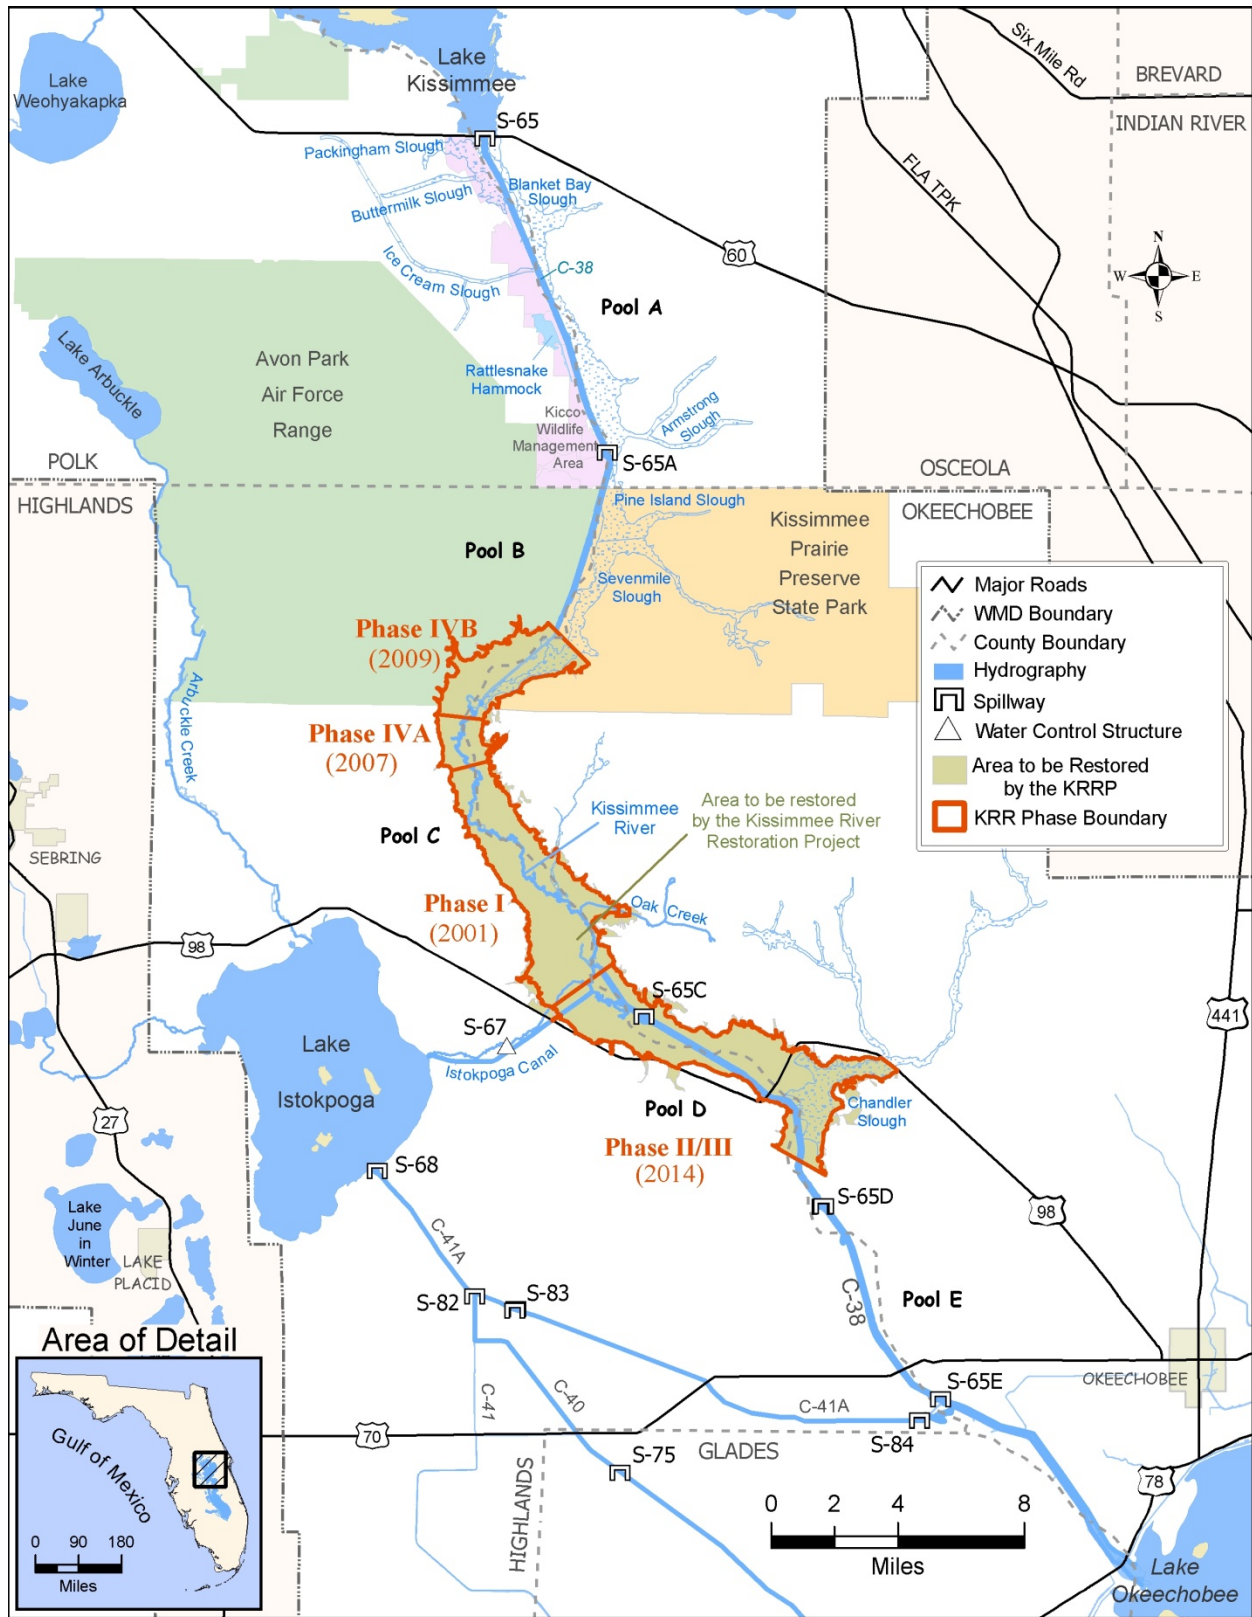 Lake
Kissimmee
Lake
Weohyakapka
Six Mile Rd
BREVARD
INDIAN RIVER
S-65
Packingham Slough
Blanket Bay
Slough
Buttermilk Slough
FLA TPK
Ice Cream Slough
C-38
60
N
W
E
S
Pool A
Lake Arbuckle
Avon Park
Air Force
Range
Rattlesnake
Hammock
Kicco
Wildlife
Management
Area
Armstrong
Slough
S-65A
POLK
OSCEOLA
HIGHLANDS
OKEECHOBEE
Pine Island Slough
Kissimmee
Prairie
Preserve
State Park
Pool B
Sevenmile
Slough
Major Roads
WMD Boundary
County Boundary
Hydrography
Spillway
Water Control Structure
Area to be Restored
by the KRRP
KRR Phase Boundary
Phase IVB
(2009)
Arbuckle Creek
Phase IVA
(2007)
Area to be restored
by the Kissimmee River
Restoration Project
Kissimmee
River
Pool C
SEBRING
Phase I
(2001)
Oak Creek
98
S-65C
441
S-67
Lake
Istokpoga
Istokpoga Canal
Pool D
Chandler
Slough
27
Phase II/III
(2014)
S-68
S-65D
98
Lake
June
in
Winter
LAKE
PLACID
C-41A
S-82
S-83
C-38
Pool E
Area of Detail
Gulf of Mexico
0 90 180
Miles
C-41
C-40
C-41A
S-65E
OKEECHOBEE
70
S-84
GLADES
HIGHLANDS
S-75
78
0 2 4 8
Miles
Lake
Okeechobee